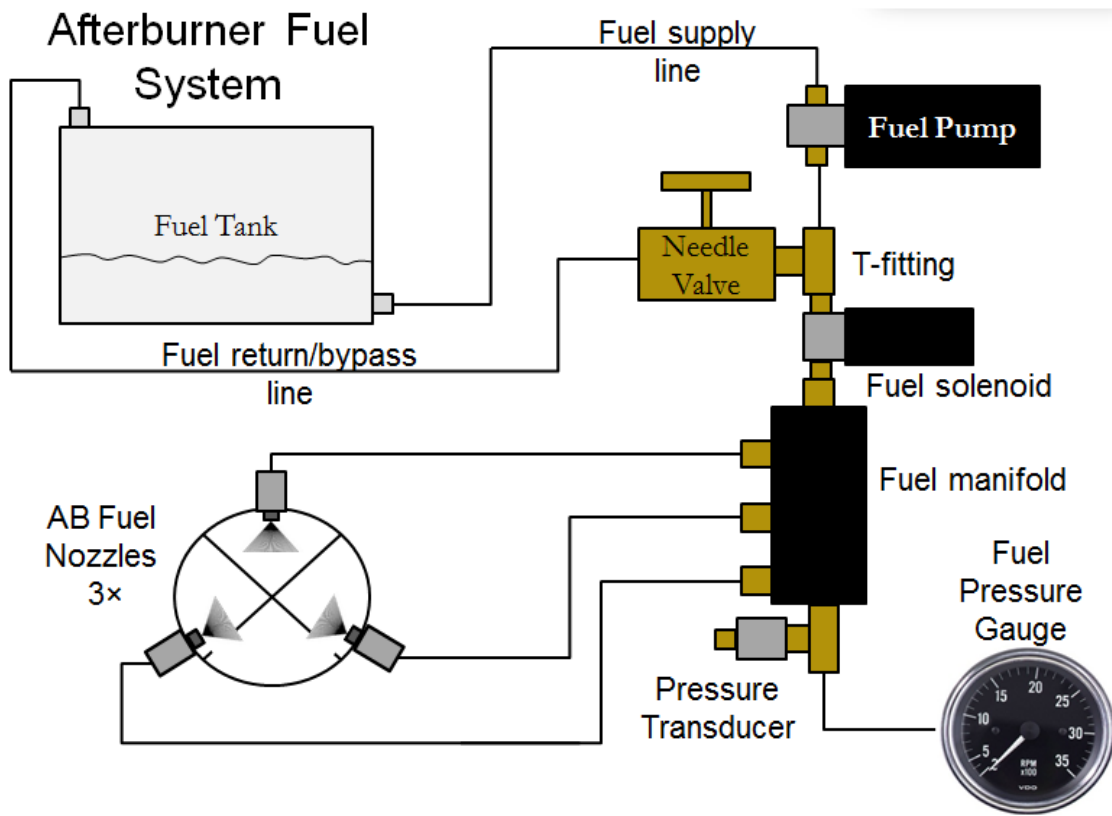 Afterburner Fuel
System
Fuel supply
line
Fuel Pump
Fuel Tank
Needle
Valve
T-fitting
Fuel return/bypass
line
Fuel solenoid
Fuel manifold
AB Fuel
Nozzles
3×
Fuel
Pressure
Gauge
Pressure
Transducer
2
5
10
15
20
25
30
35
RPM
x100
VDO